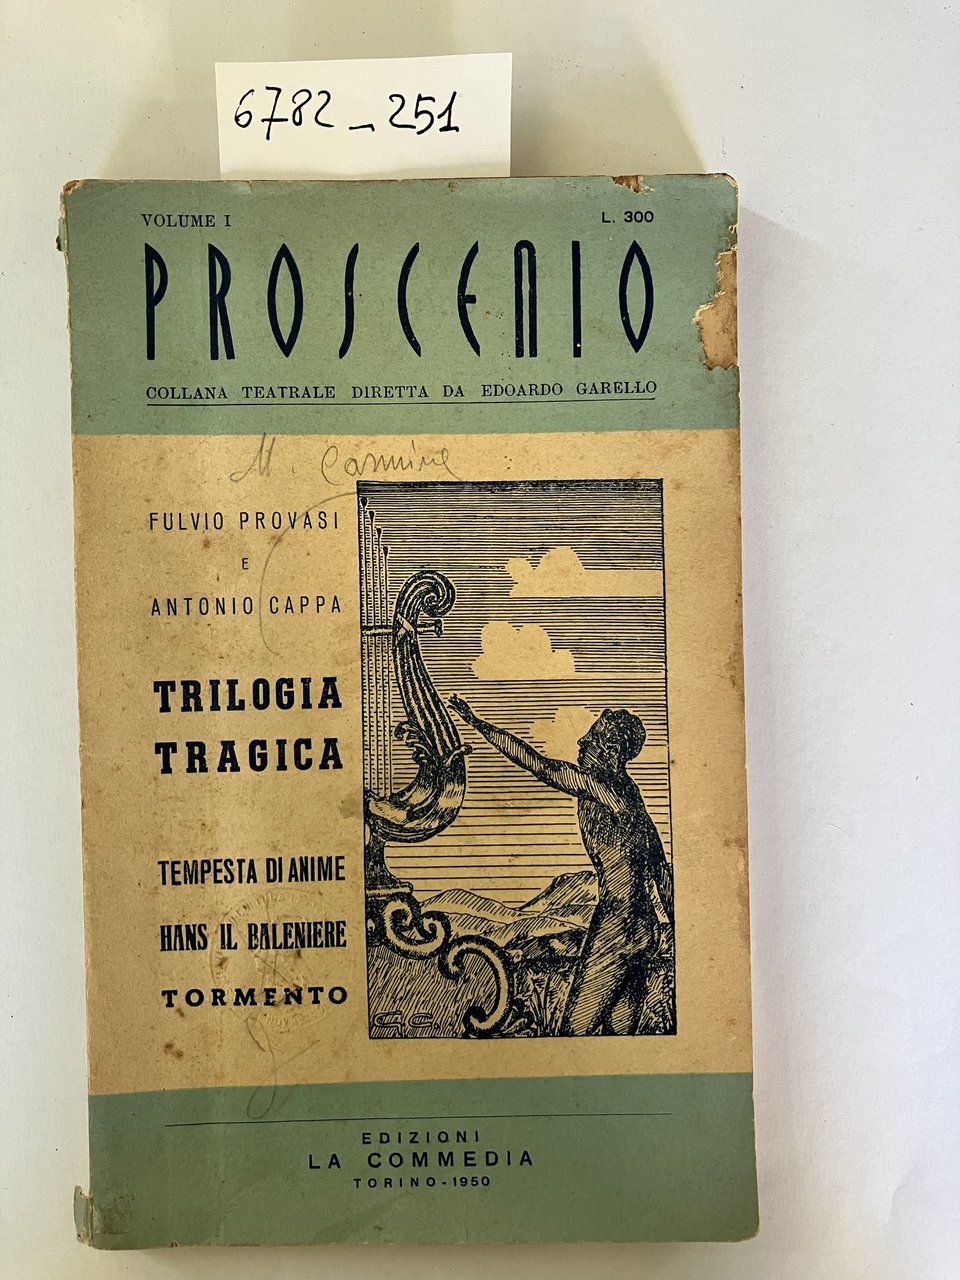 6782_251
VOLUME I
L. 300
PROSCENIO
COLLANA TEATRALE DIRETTA DA EDOARDO GARELLO
M. Carmine
FULVIO PROVASI
E
ANTONIO CAPPA
TRILOGIA
TRAGICA
TEMPESTA DI ANIME
HANS IL BALENIERE
TORMENTO
EDIZIONI
LA COMMEDIA
TORINO-1950